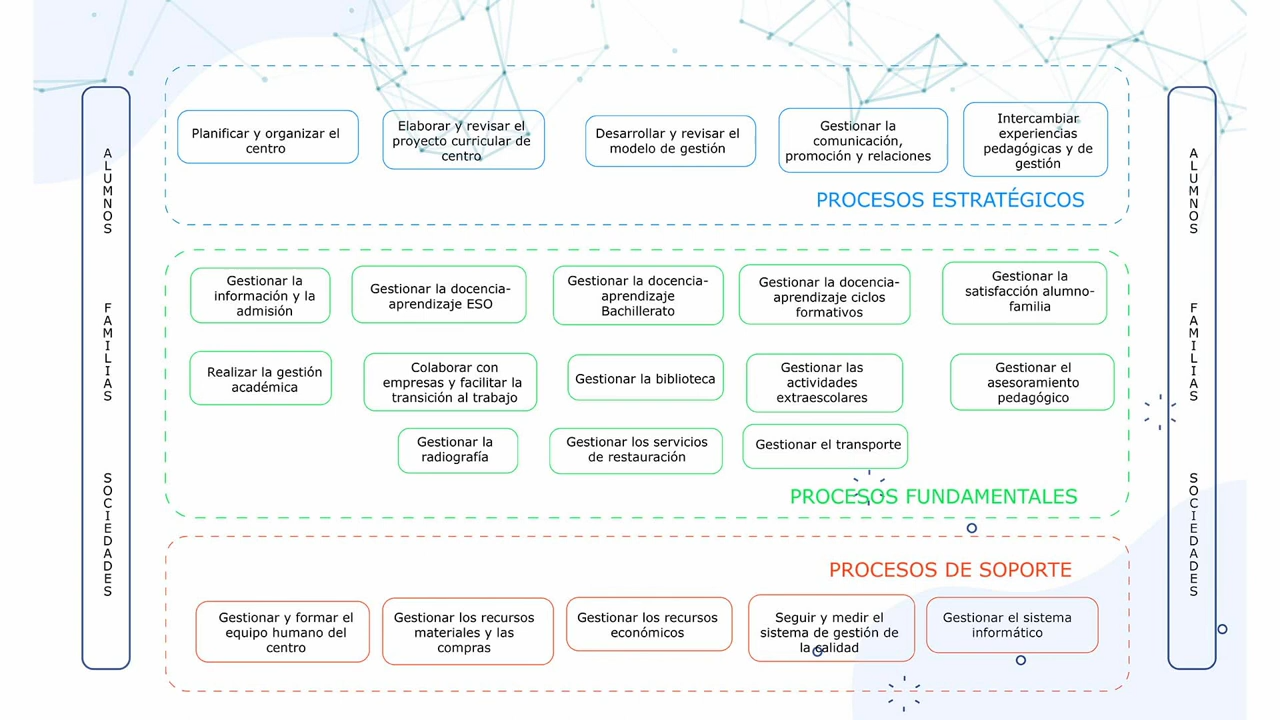 ALUMNOS
FAMILIAS
SOCIEDADES
Planificar y organizar el
centro
Elaborar y revisar el
proyecto curricular de
centro
Desarrollar y revisar el
modelo de gestión
Gestionar la
comunicación,
promoción y relaciones
Intercambiar
experiencias
pedagógicas y de
gestión
PROCESOS ESTRATÉGICOS
Gestionar la
información y la
admisión
Gestionar la docencia-
aprendizaje ESO
Gestionar la docencia-
aprendizaje
Bachillerato
Gestionar la docencia-
aprendizaje ciclos
formativos
Gestionar la
satisfacción alumno-
familia
Realizar la gestión
académica
Colaborar con
empresas y facilitar la
transición al trabajo
Gestionar la biblioteca
Gestionar las
actividades
extraescolares
Gestionar el
asesoramiento
pedagógico
Gestionar la
radiografía
Gestionar los servicios
de restauración
Gestionar el transporte
PROCESOS FUNDAMENTALES
PROCESOS DE SOPORTE
Gestionar y formar el
equipo humano del
centro
Gestionar los recursos
materiales y las
compras
Gestionar los recursos
económicos
Seguir y medir el
sistema de gestión de
la calidad
Gestionar el sistema
informático
ALUMNOS
FAMILIAS
SOCIEDADES